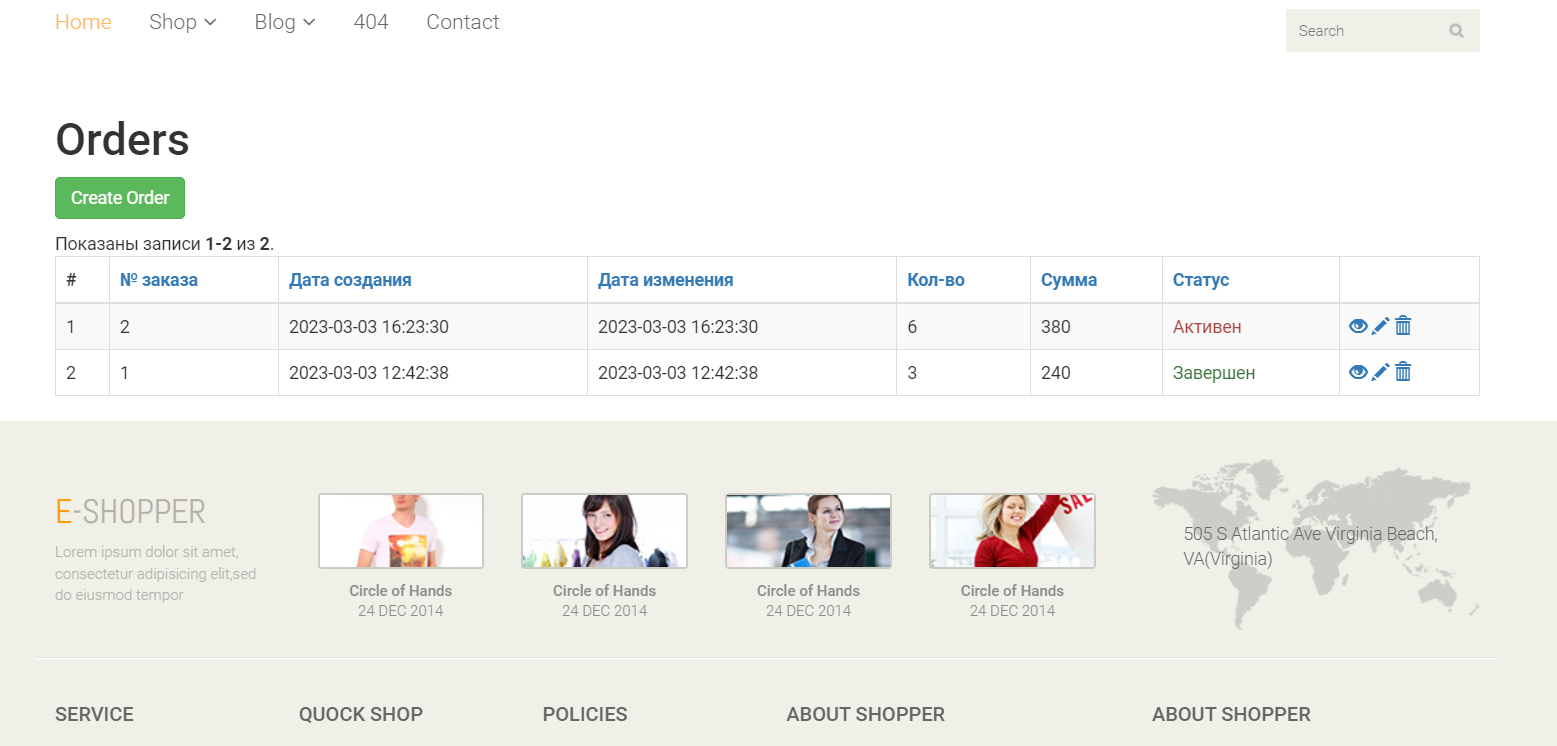 Home Shop Blog 404 Contact
Search
Orders
Create Order
Показаны записи 1-2 из 2.
# № заказа Дата создания Дата изменения Кол-во Сумма Статус
1 2 2023-03-03 16:23:30 2023-03-03 16:23:30 6 380 Активен
2 1 2023-03-03 12:42:38 2023-03-03 12:42:38 3 240 Завершен
E-SHOPPER
Lorem ipsum dolor sit amet,
consectetur adipisicing elit,sed
do eiusmod tempor
SALE
Circle of Hands Circle of Hands Circle of Hands Circle of Hands
24 DEC 2014 24 DEC 2014 24 DEC 2014 24 DEC 2014
505 S Atlantic Ave Virginia Beach,
VA(Virginia)
SERVICE QUOCK SHOP POLICIES ABOUT SHOPPER ABOUT SHOPPER